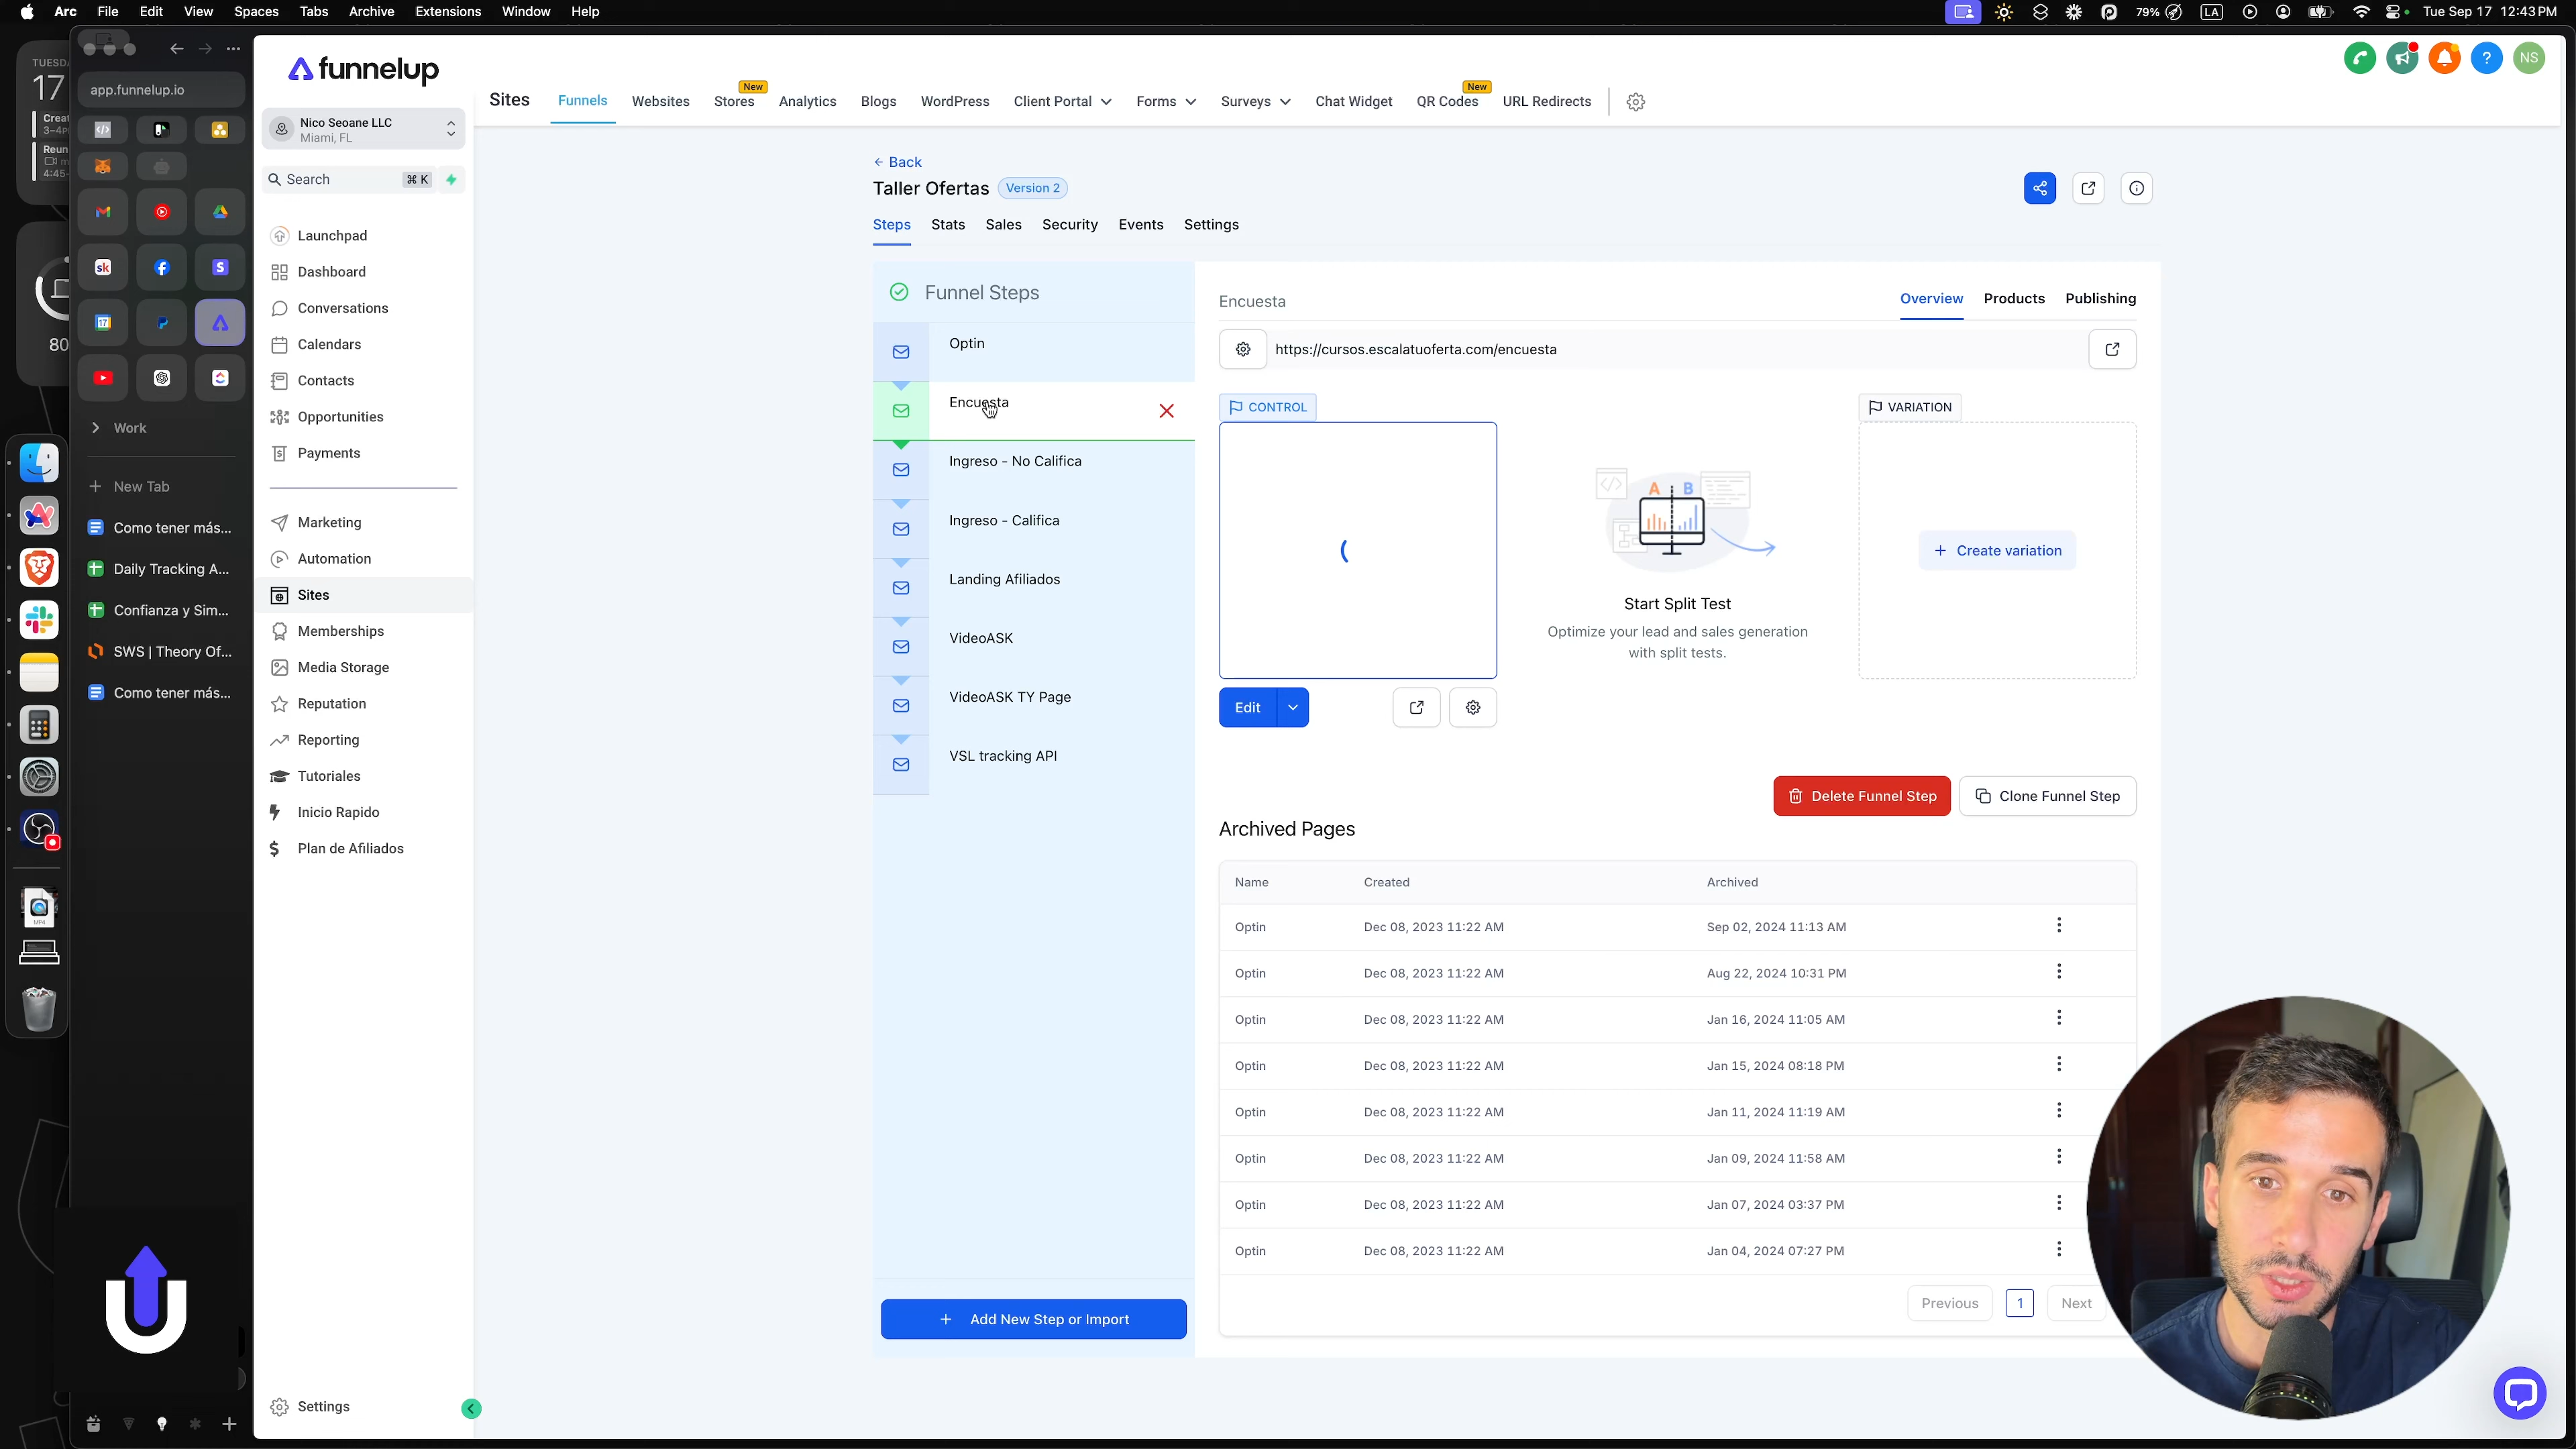 Arc File Edit View Spaces Tabs Archive Extensions Window Help
79% LA Tue Sep 17 12:43 PM
17
3–4P
4:45–
80
app.funnelup.io
sk
S
17
Work
New Tab
Como tener más...
Daily Tracking A...
Confianza y Sim...
SWS | Theory Of...
Como tener más...
MP4
funnelup
Nico Seoane LLC
Miami, FL
Search ⌘ K
Launchpad
Dashboard
Conversations
Calendars
Contacts
Opportunities
Payments
Marketing
Automation
Sites
Memberships
Media Storage
Reputation
Reporting
Tutoriales
Inicio Rapido
Plan de Afiliados
Settings
NS
New New
Sites Funnels Websites Stores Analytics Blogs WordPress Client Portal Forms Surveys Chat Widget QR Codes URL Redirects
← Back
Taller Ofertas Version 2
Steps Stats Sales Security Events Settings
Funnel Steps
Optin
Encuesta
Ingreso - No Califica
Ingreso - Califica
Landing Afiliados
VideoASK
VideoASK TY Page
VSL tracking API
+ Add New Step or Import
Encuesta
Overview Products Publishing
https://cursos.escalatuoferta.com/encuesta
CONTROL
VARIATION
A B
+ Create variation
Start Split Test
Optimize your lead and sales generation
with split tests.
Edit
Delete Funnel Step Clone Funnel Step
Archived Pages
Name Created Archived
Optin Dec 08, 2023 11:22 AM Sep 02, 2024 11:13 AM
Optin Dec 08, 2023 11:22 AM Aug 22, 2024 10:31 PM
Optin Dec 08, 2023 11:22 AM Jan 16, 2024 11:05 AM
Optin Dec 08, 2023 11:22 AM Jan 15, 2024 08:18 PM
Optin Dec 08, 2023 11:22 AM Jan 11, 2024 11:19 AM
Optin Dec 08, 2023 11:22 AM Jan 09, 2024 11:58 AM
Optin Dec 08, 2023 11:22 AM Jan 07, 2024 03:37 PM
Optin Dec 08, 2023 11:22 AM Jan 04, 2024 07:27 PM
Previous 1 Next